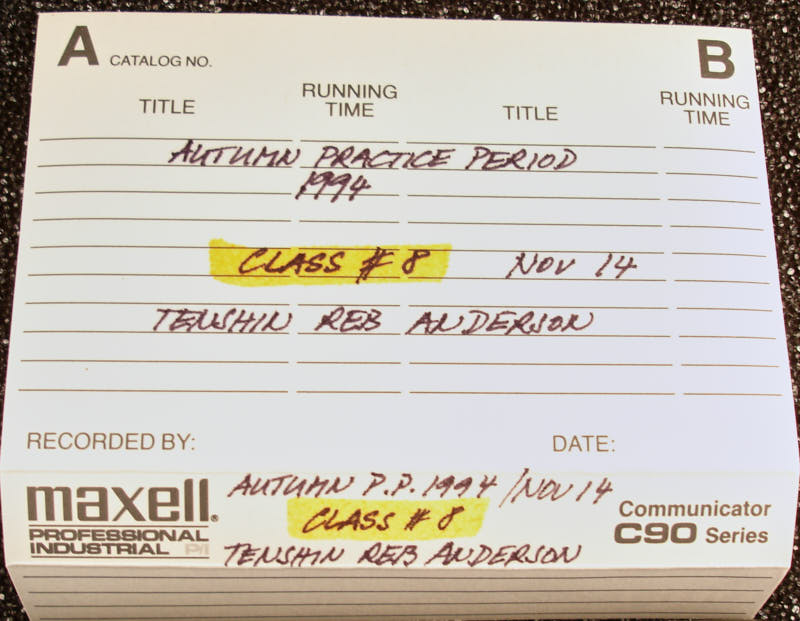 A CATALOG NO. B
TITLE RUNNING TIME TITLE RUNNING TIME
AUTUMN PRACTICE PERIOD
1994
CLASS # 8 NOV 14
TENSHIN REB ANDERSON
RECORDED BY: DATE:
maxell®
PROFESSIONAL
INDUSTRIAL P/I
AUTUMN P.P. 1994 / NOV 14
CLASS # 8
TENSHIN REB ANDERSON
Communicator
C90 Series